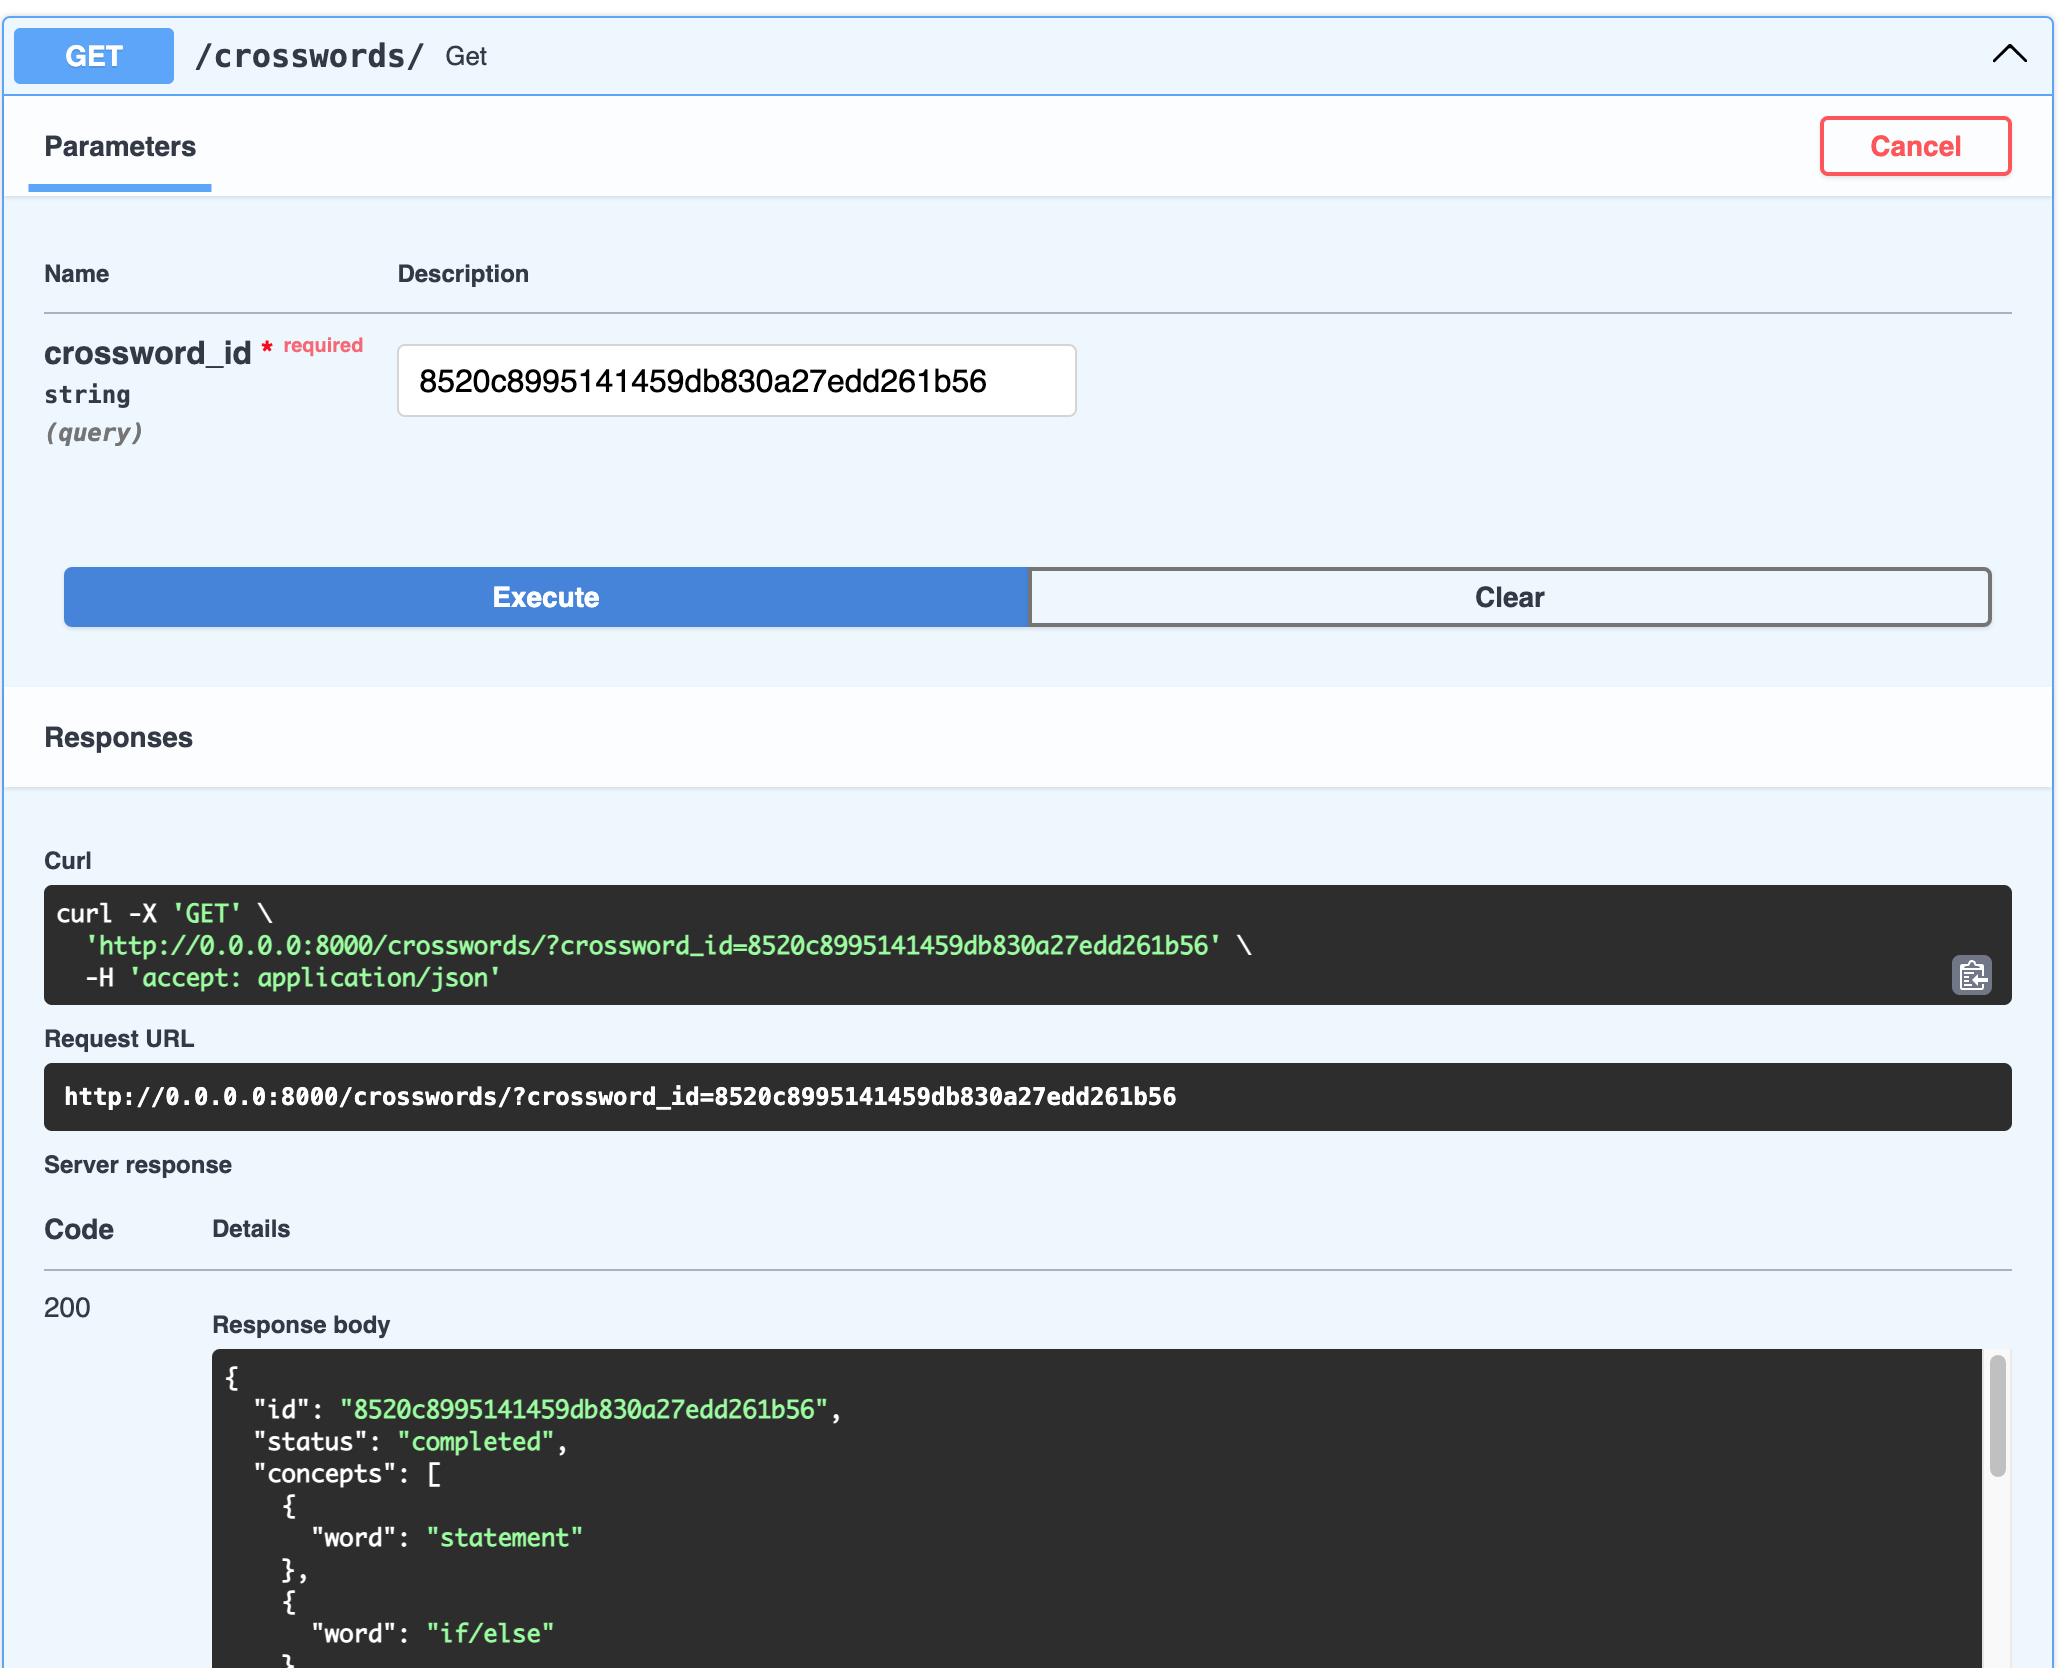 GET /crosswords/ Get
Parameters
Cancel
Name Description
crossword_id * required
8520c8995141459db830a27edd261b56
string
(query)
Execute Clear
Responses
Curl
curl -X 'GET' \
'http://0.0.0.0:8000/crosswords/?crossword_id=8520c8995141459db830a27edd261b56' \
-H 'accept: application/json'
Request URL
http://0.0.0.0:8000/crosswords/?crossword_id=8520c8995141459db830a27edd261b56
Server response
Code Details
200
Response body
{
"id": "8520c8995141459db830a27edd261b56",
"status": "completed",
"concepts": [
{
"word": "statement"
},
{
"word": "if/else"
}